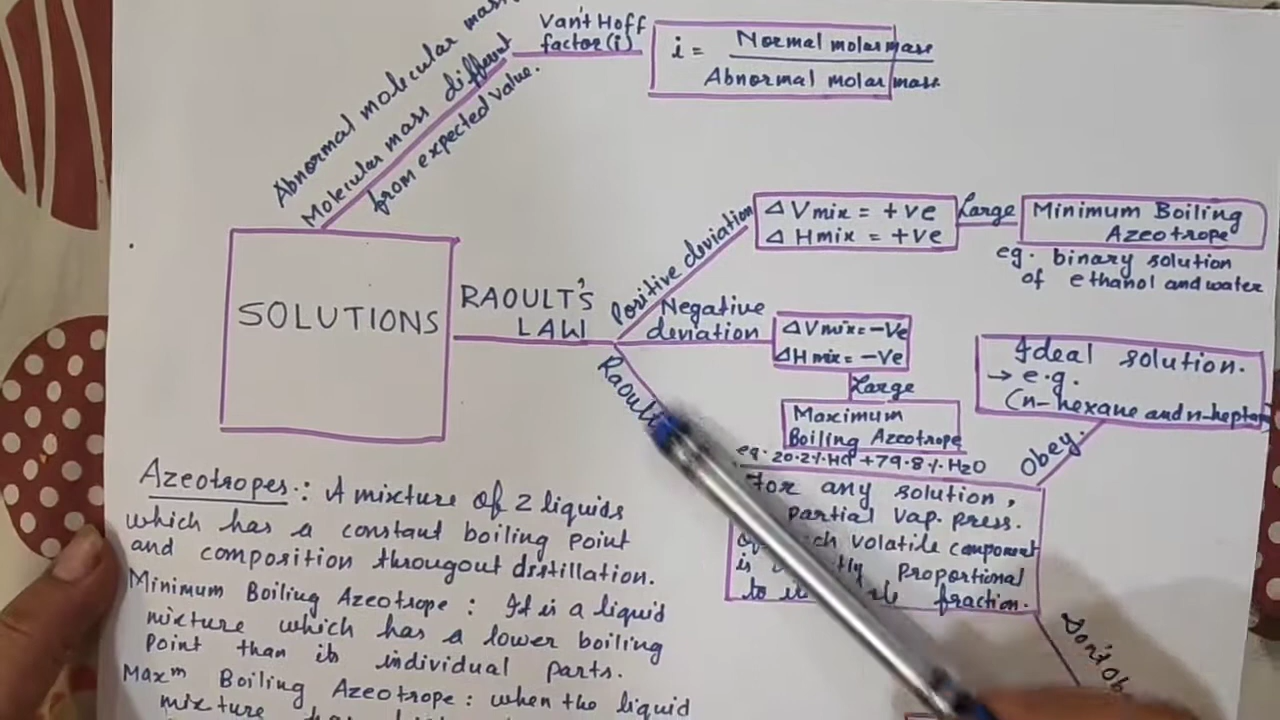 Abnormal molecular mass
Molecular mass different
from expected value.
Van't Hoff
factor(i)
i = Normal molar mass
Abnormal molar mass
SOLUTIONS
RAOULT'S
LAW
Positive deviation
ΔVmix = +ve
ΔHmix = +ve
Large
Minimum Boiling
Azeotrope
eg. binary solution
of ethanol and water
Negative
deviation
ΔVmix = -Ve
ΔHmix = -Ve
Large
Maximum
Boiling Azeotrope
eg. 20.2% HCl + 79.8% H2O
Ideal solution.
→ e.g.
(n-hexane and
Obey.
For any solution,
partial vap. press.
volatile component
is proportional
to fraction.
Don't
Azeotropes.: A mixture of 2 liquids
which has a constant boiling point
and composition througout distillation.
Minimum Boiling Azeotrope : It is a liquid
mixture which has a lower boiling
point than its individual parts.
Maxm Boiling Azeotrope : when the liquid
mixture